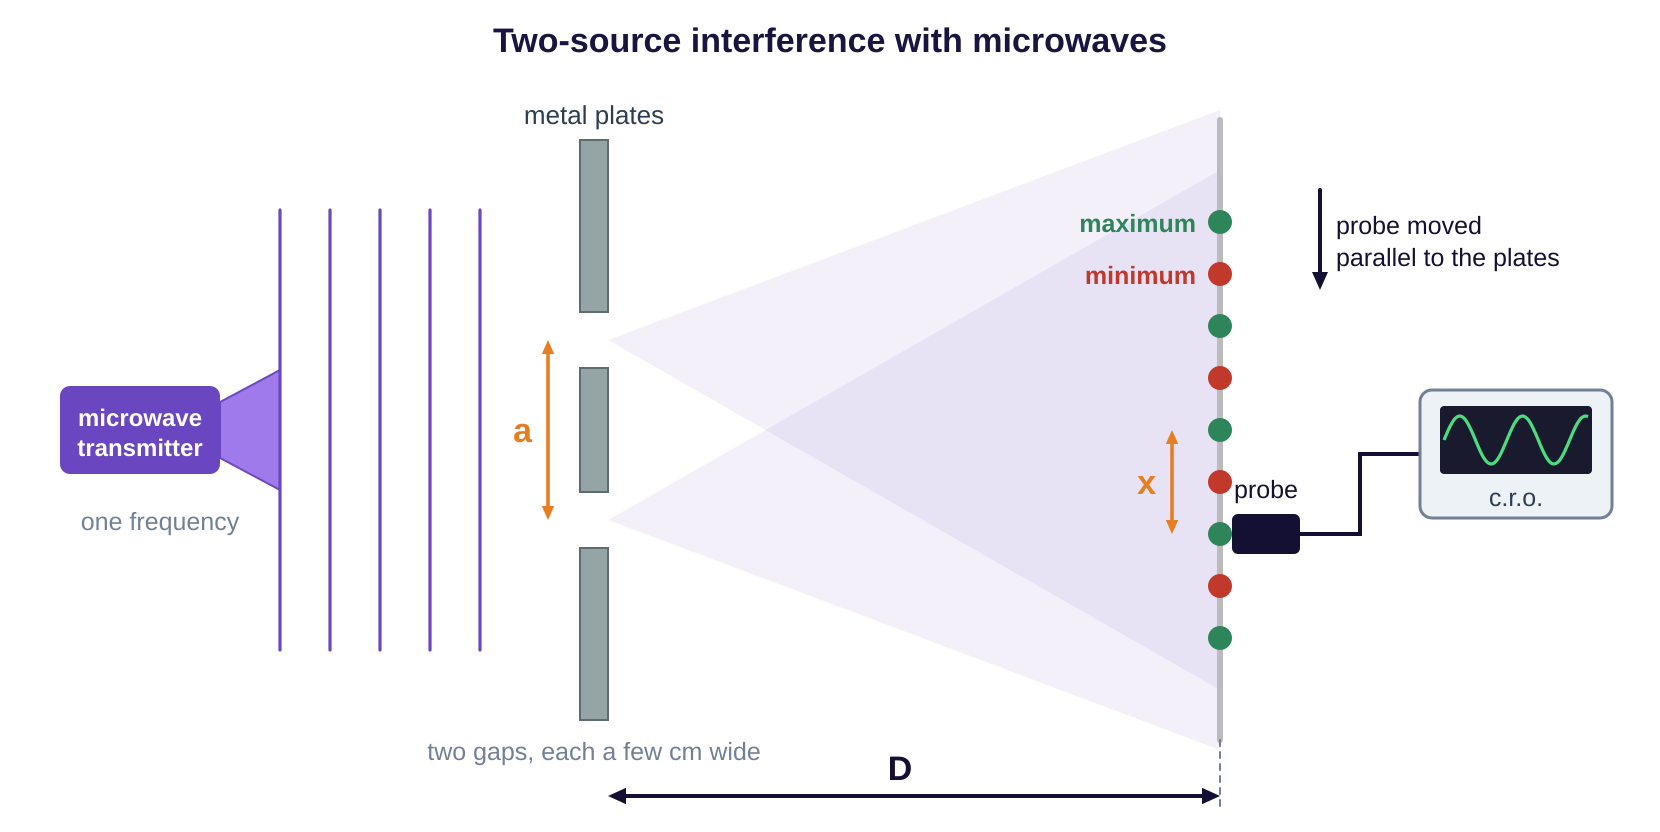 Two-source interference with microwaves
metal plates
maximum
minimum
probe moved
parallel to the plates
microwave
transmitter
one frequency
a
x
probe
c.r.o.
two gaps, each a few cm wide
D